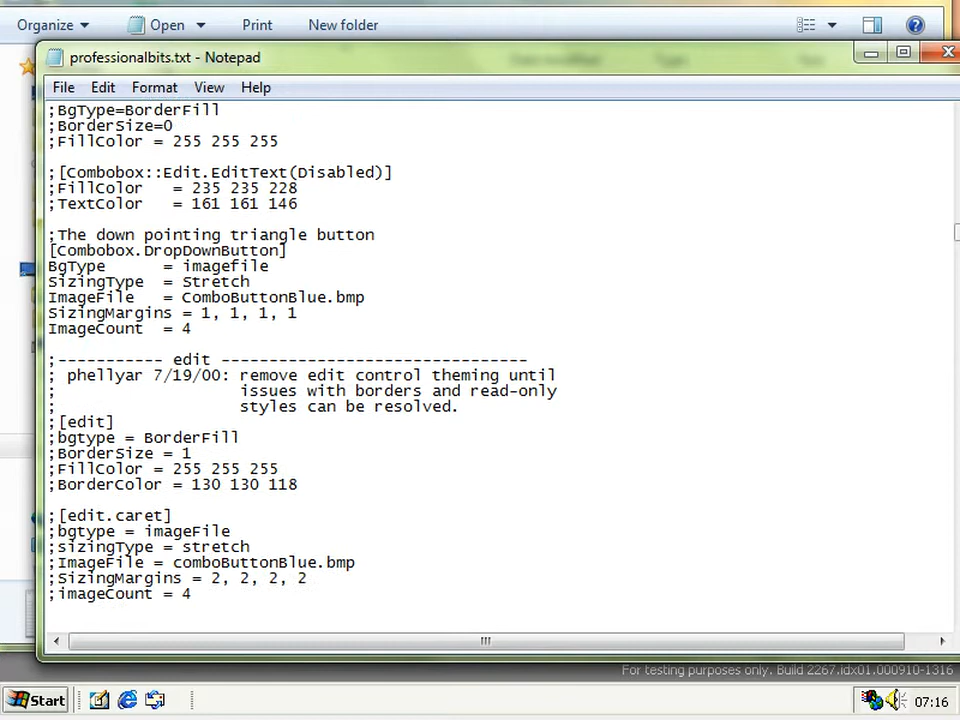 Organize Open Print New folder
professionalbits.txt - Notepad
File Edit Format View Help
;BgType=BorderFill
;BorderSize=0
;FillColor = 255 255 255
;[Combobox::Edit.EditText(Disabled)]
;FillColor = 235 235 228
;TextColor = 161 161 146
;The down pointing triangle button
[Combobox.DropDownButton]
BgType = imagefile
SizingType = Stretch
ImageFile = ComboButtonBlue.bmp
SizingMargins = 1, 1, 1, 1
ImageCount = 4
;----------- edit --------------------------------
; phellyar 7/19/00: remove edit control theming until
; issues with borders and read-only
; styles can be resolved.
;[edit]
;bgtype = BorderFill
;BorderSize = 1
;FillColor = 255 255 255
;BorderColor = 130 130 118
;[edit.caret]
;bgtype = imageFile
;sizingType = stretch
;ImageFile = comboButtonBlue.bmp
;SizingMargins = 2, 2, 2, 2
;imageCount = 4
For testing purposes only. Build 2267.idx01.000910-1316
Start 07:16